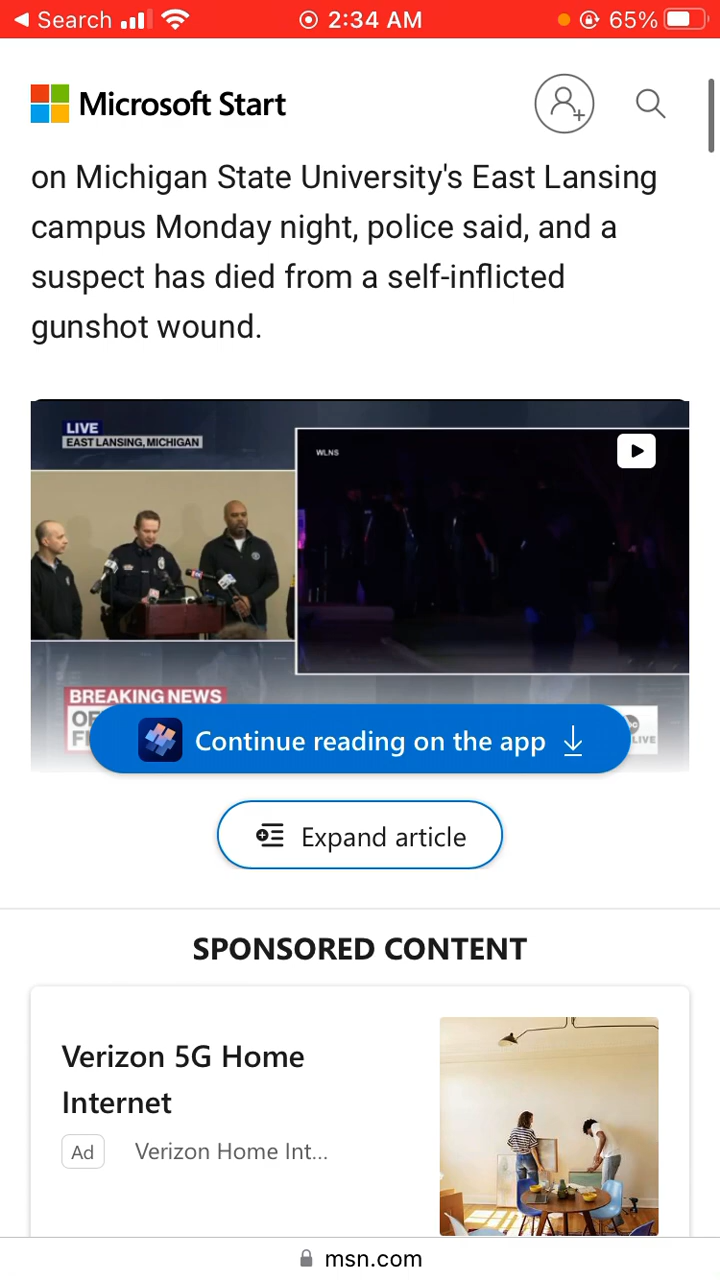 Search
2:34 AM
65%
Microsoft Start
on Michigan State University's East Lansing
campus Monday night, police said, and a
suspect has died from a self-inflicted
gunshot wound.
LIVE
EAST LANSING, MICHIGAN
WLNS
BREAKING NEWS
LIVE
Continue reading on the app
Expand article
SPONSORED CONTENT
Verizon 5G Home
Internet
Ad
Verizon Home Int...
msn.com